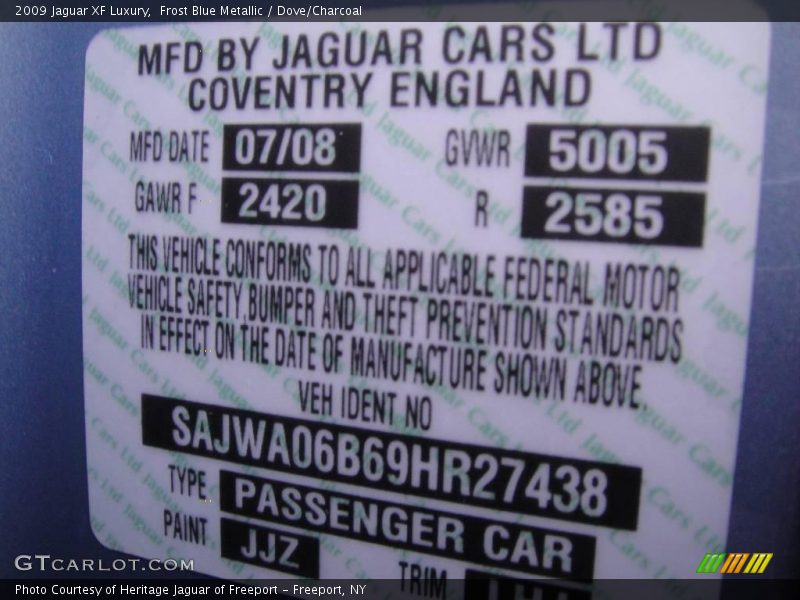 2009 Jaguar XF Luxury,  Frost Blue Metallic / Dove/Charcoal
MFD BY JAGUAR CARS LTD
COVENTRY ENGLAND
MFD DATE 07/08 GVWR 5005
GAWR F 2420 R 2585
THIS VEHICLE CONFORMS TO ALL APPLICABLE FEDERAL MOTOR
VEHICLE SAFETY, BUMPER AND THEFT PREVENTION STANDARDS
IN EFFECT ON THE DATE OF MANUFACTURE SHOWN ABOVE.
VEH IDENT NO
SAJWA06B69HR27438
TYPE PASSENGER CAR
PAINT JJZ
TRIM
GTCARLOT.COM
Photo Courtesy of Heritage Jaguar of Freeport – Freeport, NY